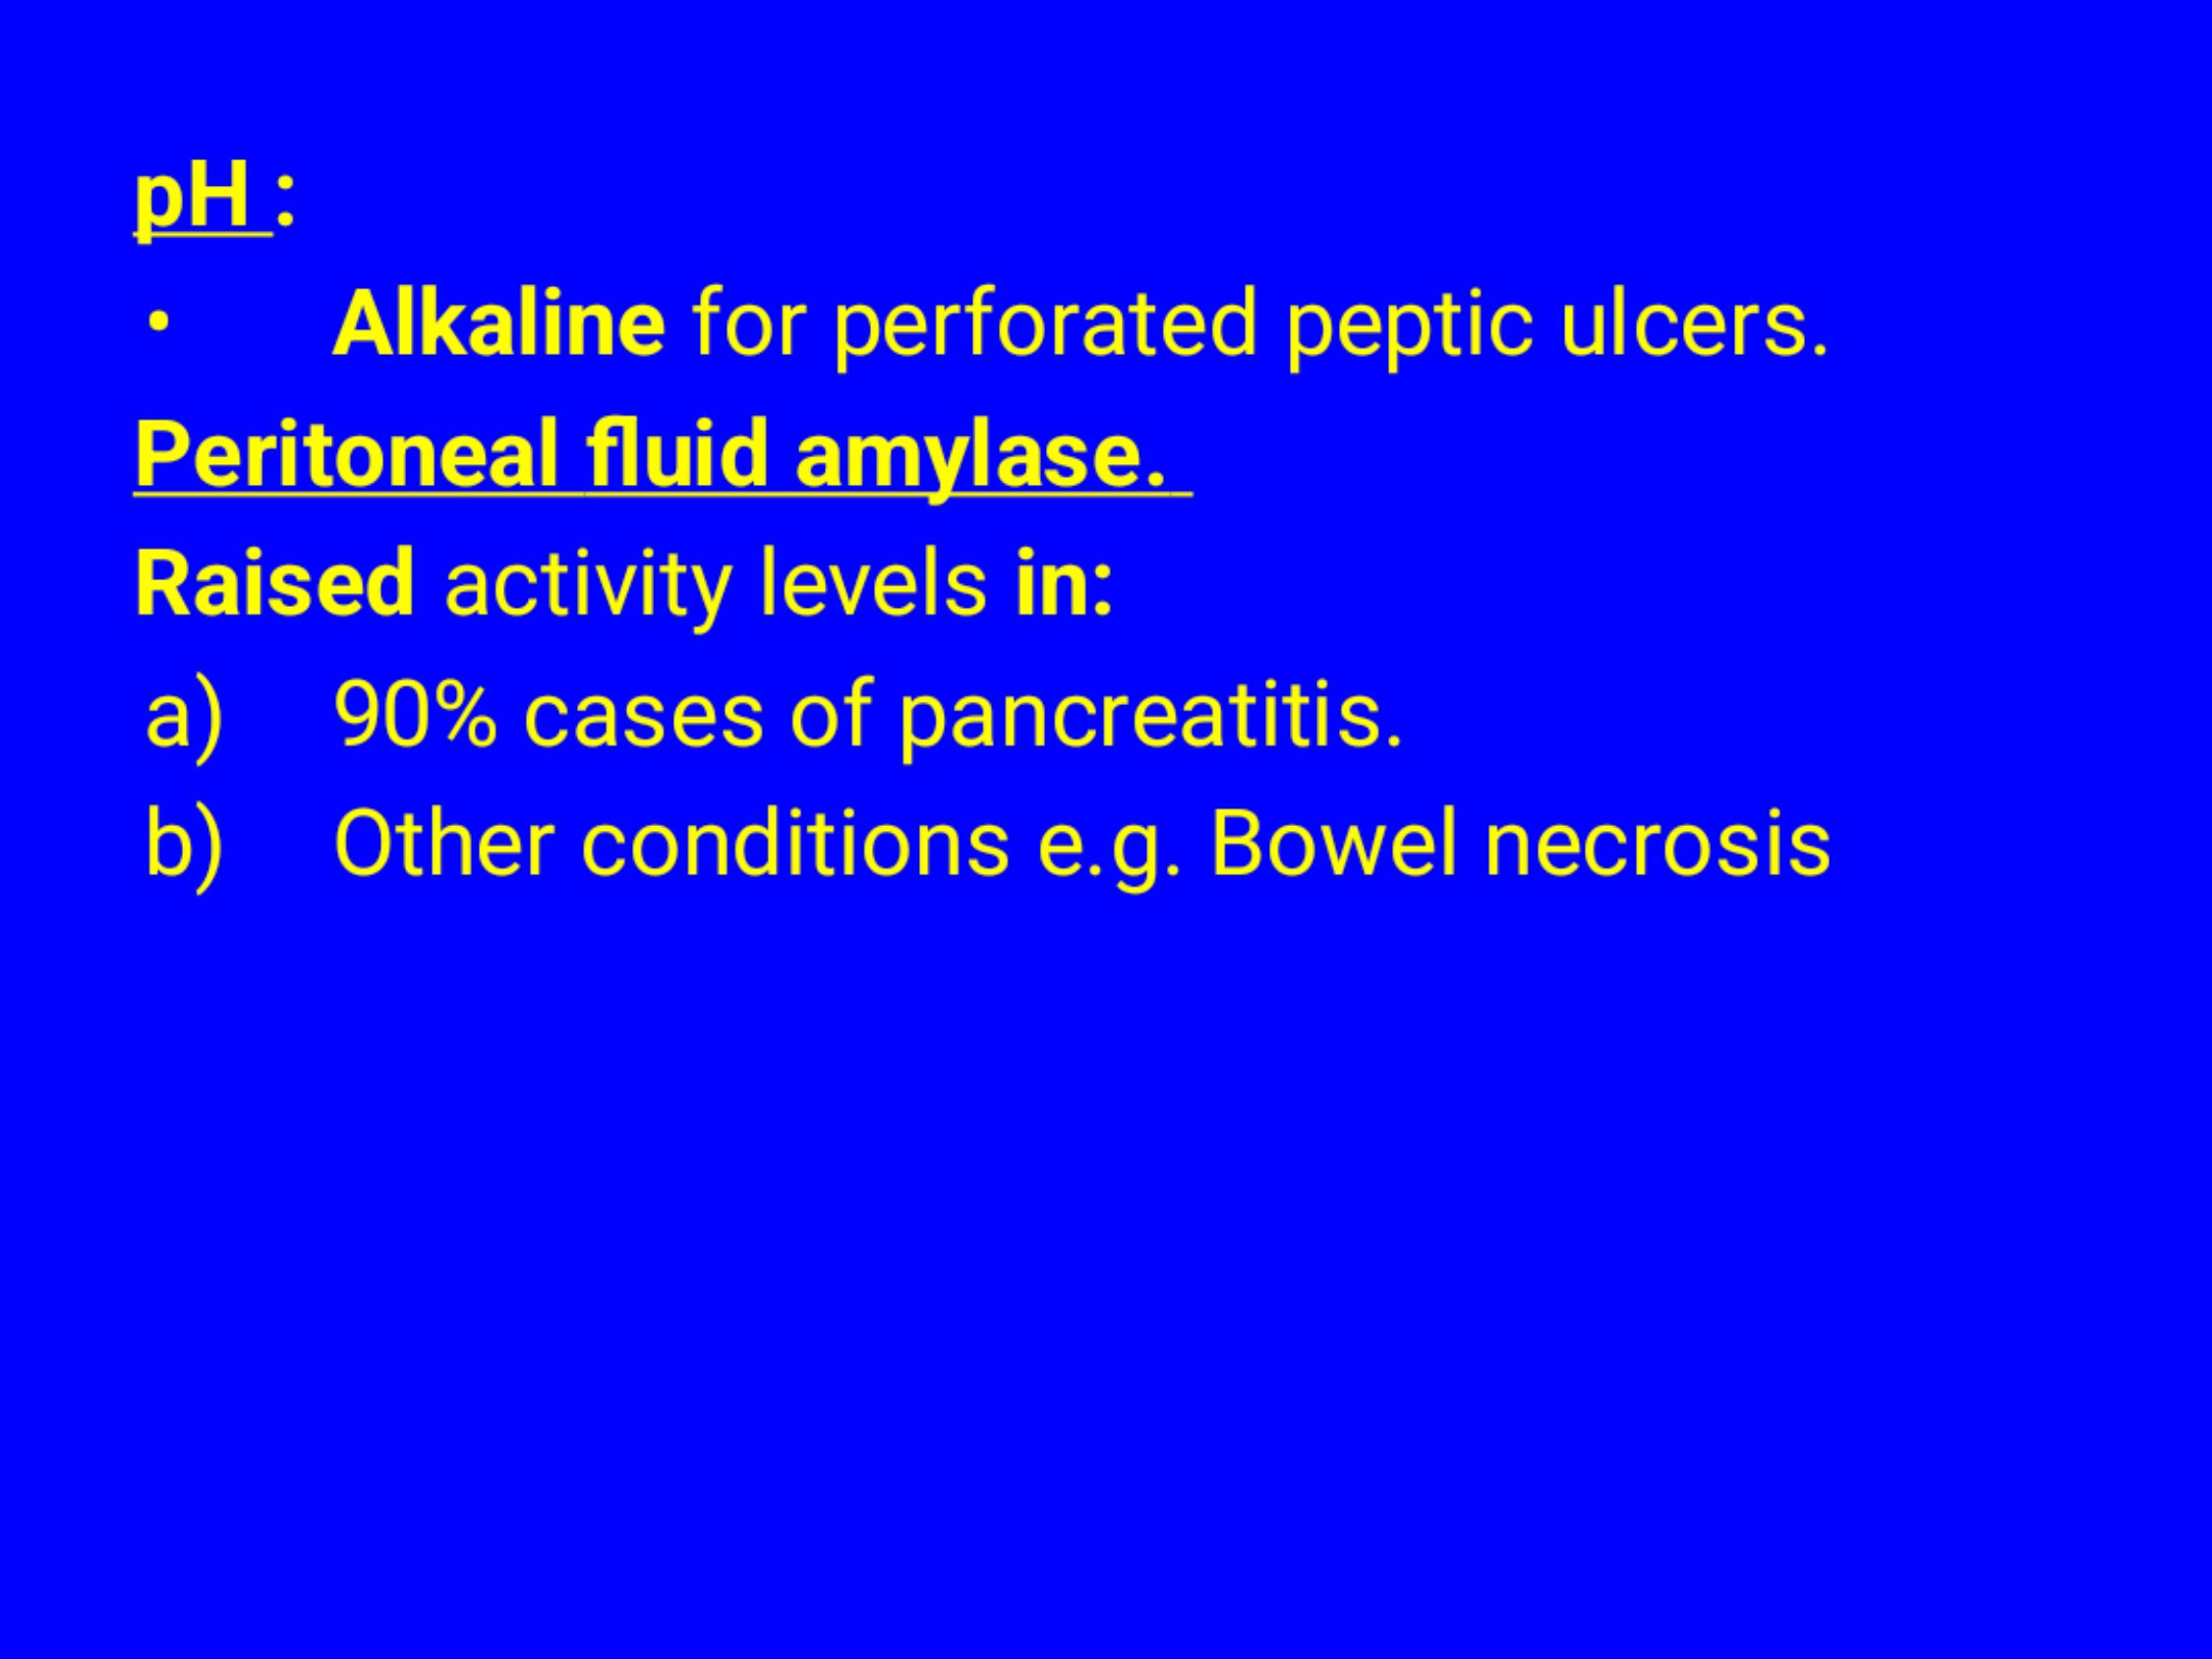 pH :
• Alkaline for perforated peptic ulcers.
Peritoneal fluid amylase.
Raised activity levels in:
a) 90% cases of pancreatitis.
b) Other conditions e.g. Bowel necrosis